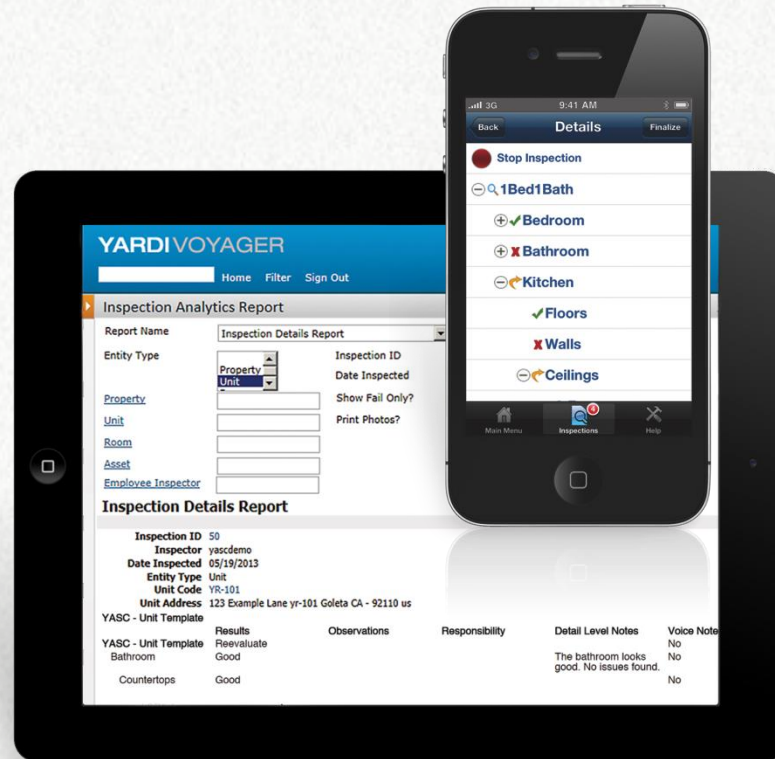 3G 9:41 AM
Back Details Finalize
Stop Inspection
1Bed1Bath
Bedroom
Bathroom
Kitchen
Floors
Walls
Ceilings
Main Menu Inspections 4 Help
YARDI VOYAGER
Home Filter Sign Out
Inspection Analytics Report
Report Name Inspection Details Report
Entity Type Property Unit Inspection ID
Date Inspected
Property Show Fail Only?
Unit Print Photos?
Room
Asset
Employee Inspector
Inspection Details Report
Inspection ID 50
Inspector yascdemo
Date Inspected 05/19/2013
Entity Type Unit
Unit Code YR-101
Unit Address 123 Example Lane yr-101 Goleta CA - 92110 us
YASC - Unit Template
Results Observations Responsibility Detail Level Notes Voice Note
YASC - Unit Template Reevaluate No
Bathroom Good The bathroom looks No
good. No issues found.
Countertops Good No